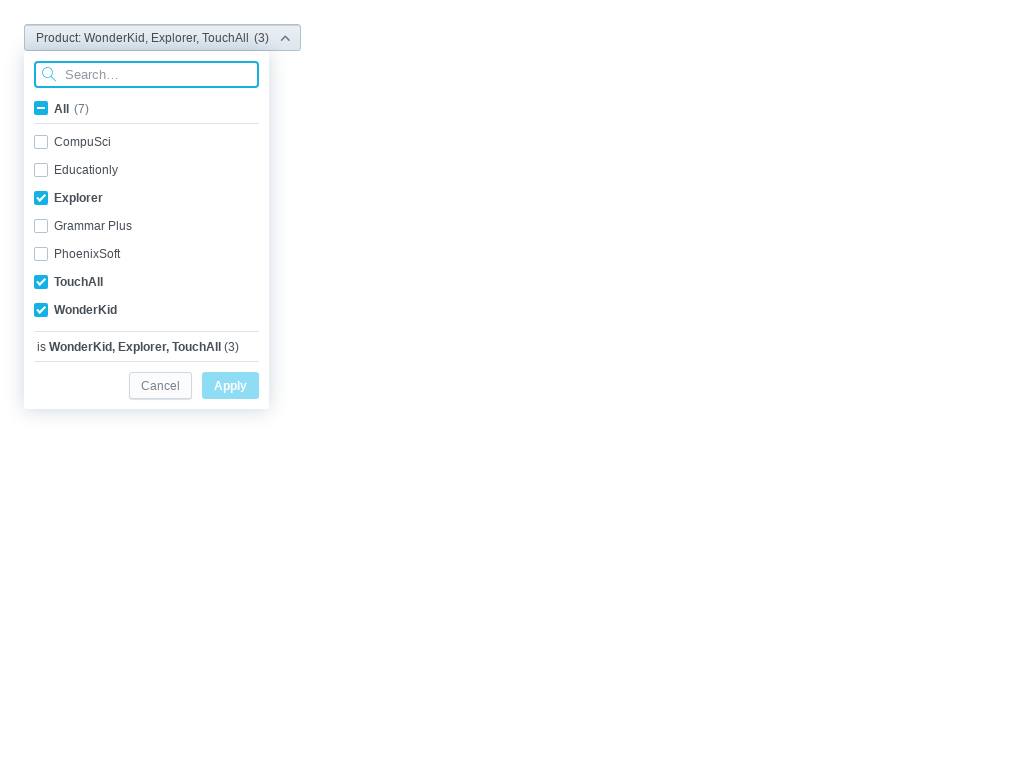 Product: WonderKid, Explorer, TouchAll (3)
Search…
All (7)
CompuSci
Educationly
Explorer
Grammar Plus
PhoenixSoft
TouchAll
WonderKid
is WonderKid, Explorer, TouchAll (3)
Cancel Apply